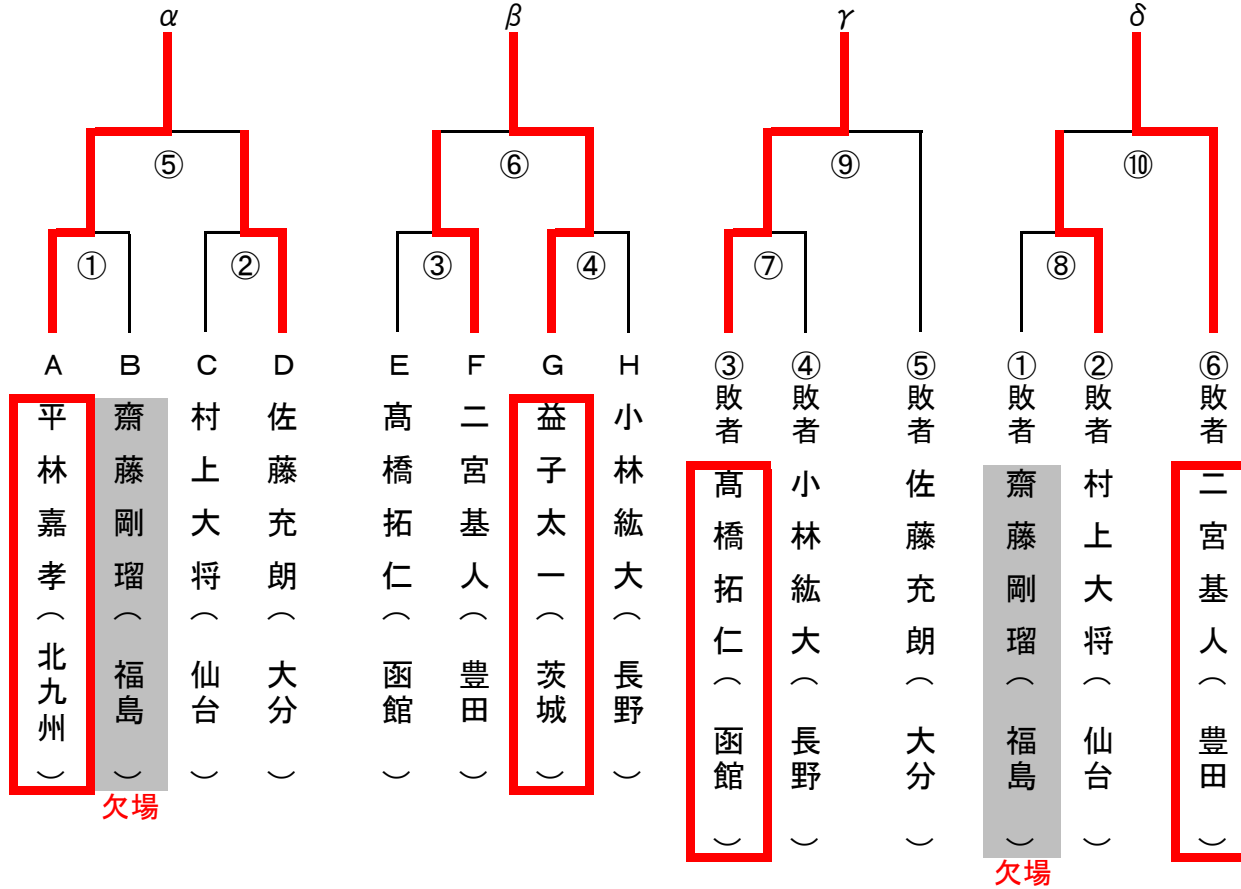 α
β
γ
δ
⑤
⑥
⑨
⑩
①
②
③
④
⑦
⑧
A
平林嘉孝（北九州）
B
齋藤剛瑠（福島）
欠場
C
村上大将（仙台）
D
佐藤充朗（大分）
E
髙橋拓仁（函館）
F
二宮基人（豊田）
G
益子太一（茨城）
H
小林紘大（長野）
③敗者
髙橋拓仁（函館）
④敗者
小林紘大（長野）
⑤敗者
佐藤充朗（大分）
①敗者
齋藤剛瑠（福島）
欠場
②敗者
村上大将（仙台）
⑥敗者
二宮基人（豊田）